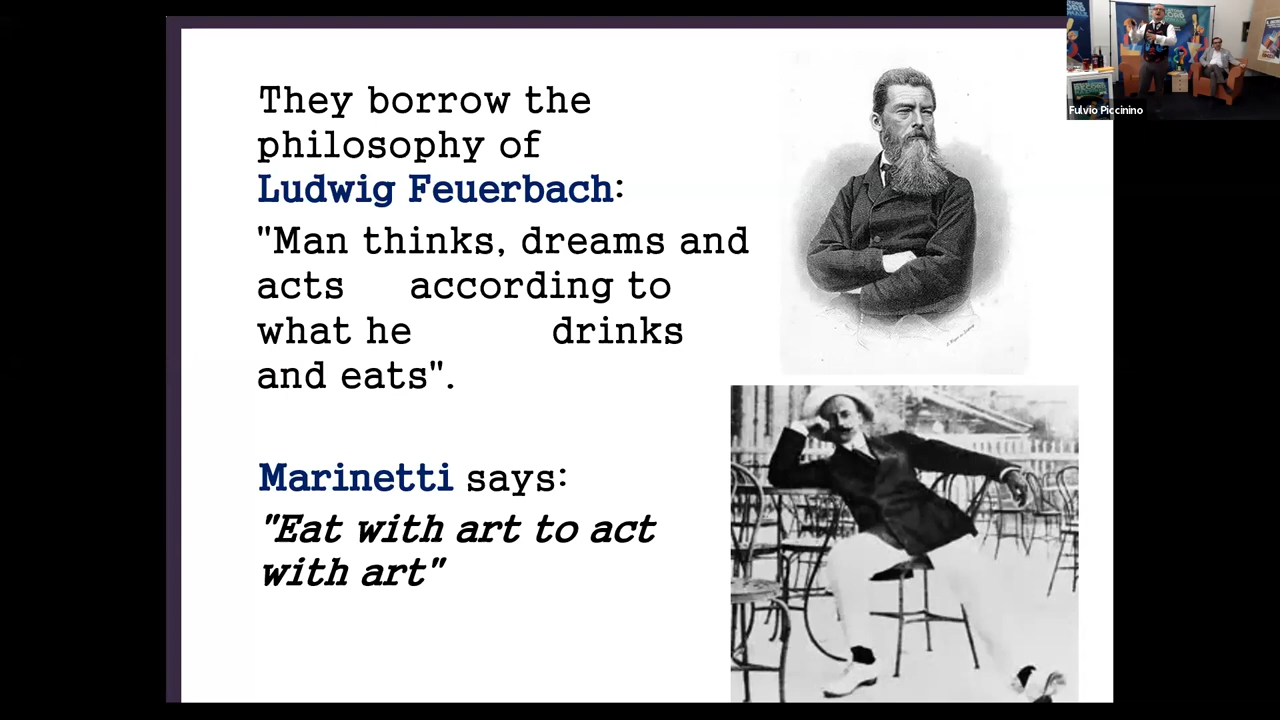 They borrow the
philosophy of
Ludwig Feuerbach:
"Man thinks, dreams and
acts according to
what he drinks
and eats".
Marinetti says:
"Eat with art to act
with art"
Fulvio Piccinino